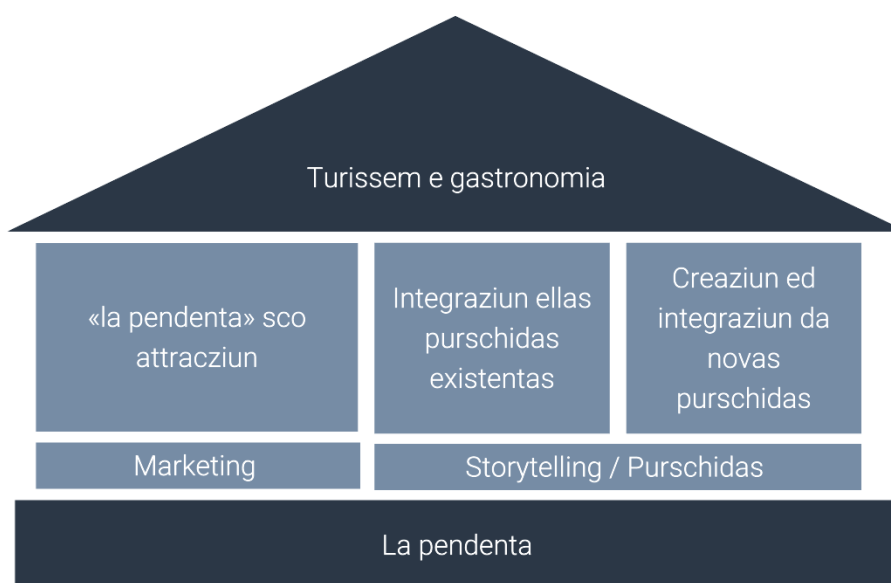 Turissem e gastronomia
«la pendenta» sco
attracziun
Integraziun ellas
purschidas
existentas
Creaziun ed
integraziun da
novas
purschidas
Marketing
Storytelling / Purschidas
La pendenta